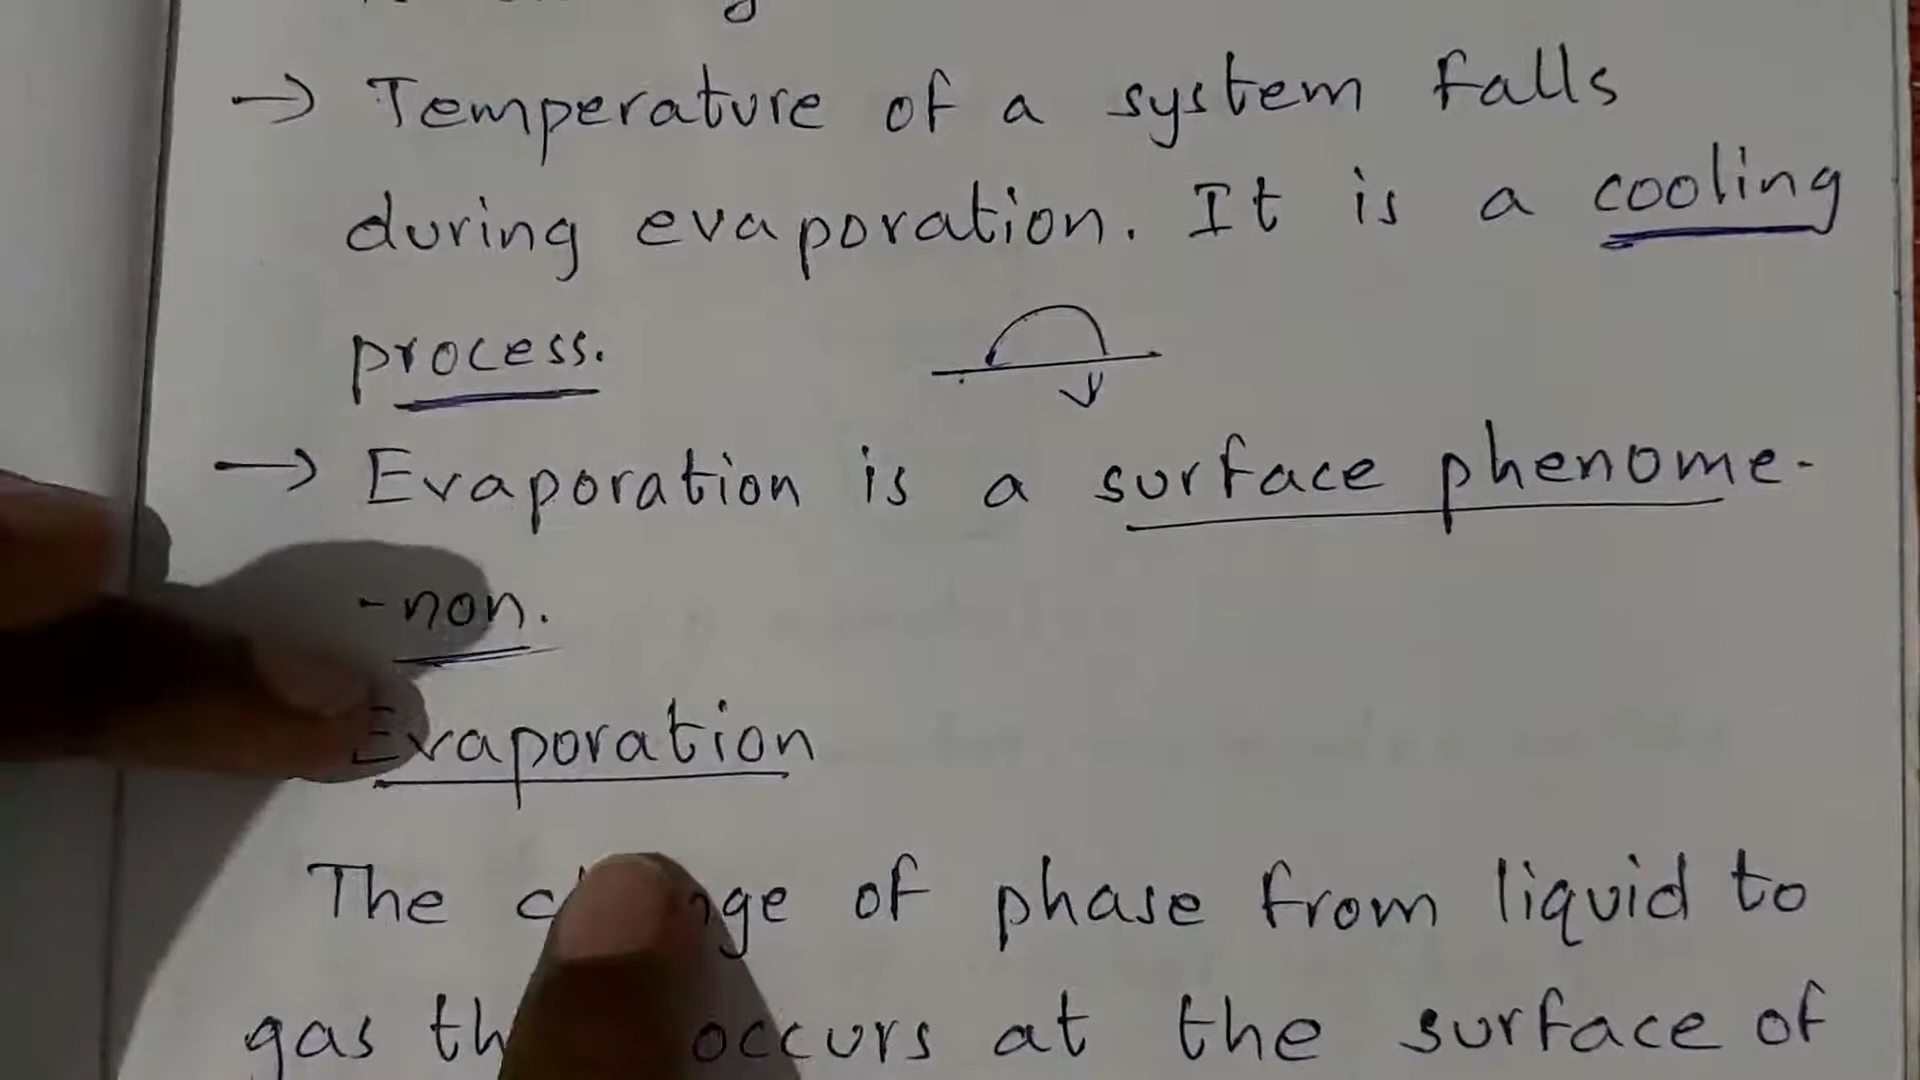 → Temperature of a system falls
during evaporation. It is a cooling
process.
→ Evaporation is a surface phenome-
-non.
Evaporation
The of phase from liquid to
gas occurs at the surface of